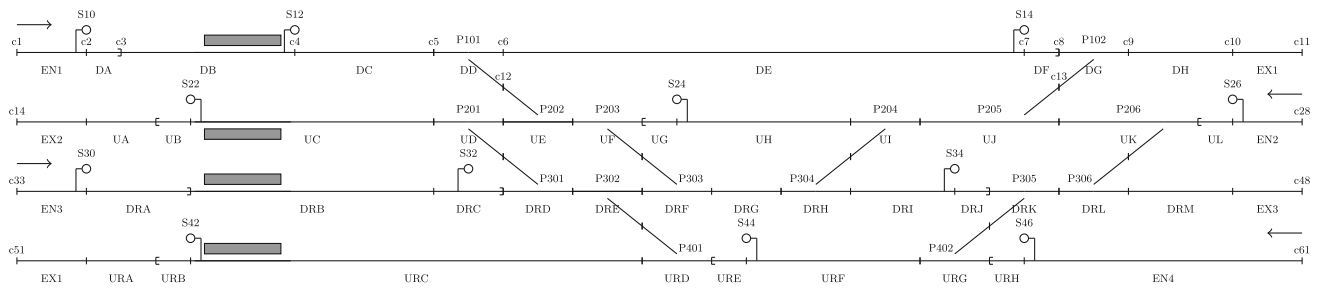 S10 S12 S14
c1 c2 c3 c4 c5 P101 c6 c7 c8 P102 c9 c10 c11
EN1 DA DB DC DD DE DF DG DH EX1
c12 c13
S22 S24 S26
c14 P201 P202 P203 P204 P205 P206 c28
EX2 UA UB UC UD UE UF UG UH UI UJ UK UL EN2
S30 S32 S34
c33 P301 P302 P303 P304 P305 P306 c48
EN3 DRA DRB DRC DRD DRE DRF DRG DRH DRI DRJ DRK DRL DRM EX3
S42 S44 S46
c51 P401 P402 c61
EX1 URA URB URC URD URE URF URG URH EN4